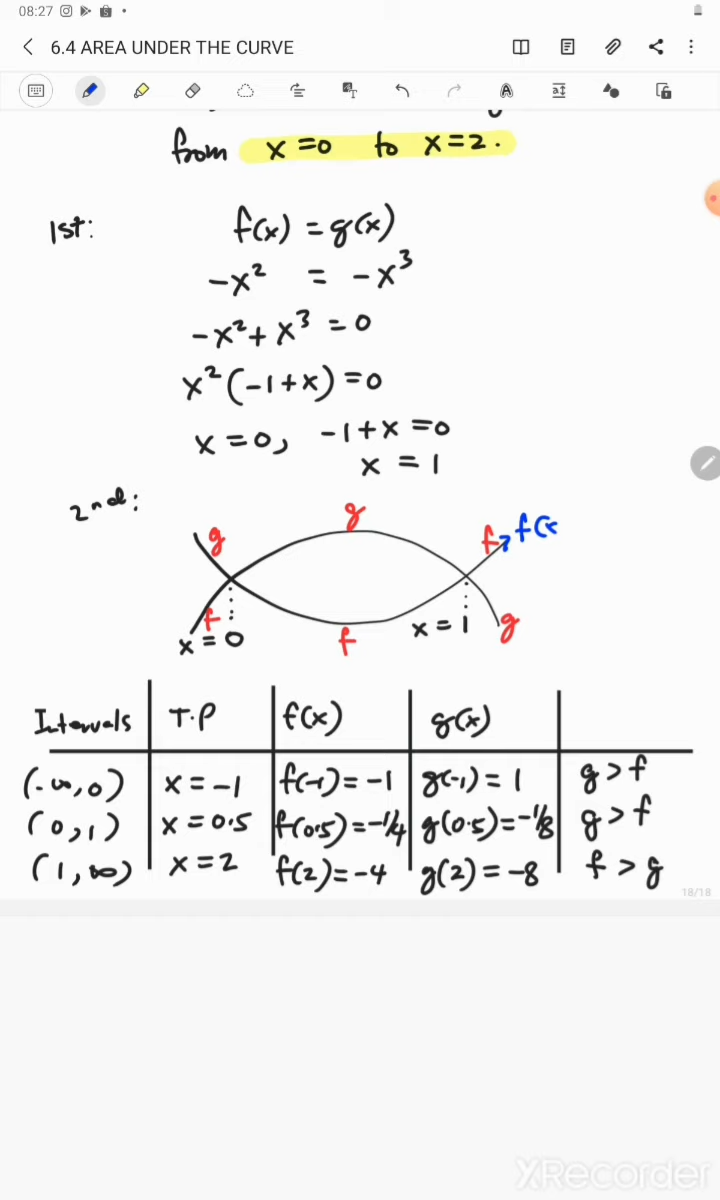 08:27
6.4 AREA UNDER THE CURVE
from x=0 to x=2.
1st: f(x) = g(x)
-x² = -x³
-x²+x³ = 0
x²(-1+x) = 0
x = 0, -1+x = 0
x = 1
2nd:
g g f, f(x
f f g
x = 0 x = 1
Intervals T.P f(x) g(x)
(-∞,0) x = -1 f(-1) = -1 g(-1) = 1 g > f
(0,1) x = 0.5 f(0.5) = -1/4 g(0.5) = -1/8 g > f
(1,∞) x = 2 f(2) = -4 g(2) = -8 f > g
18/18
XRecorder